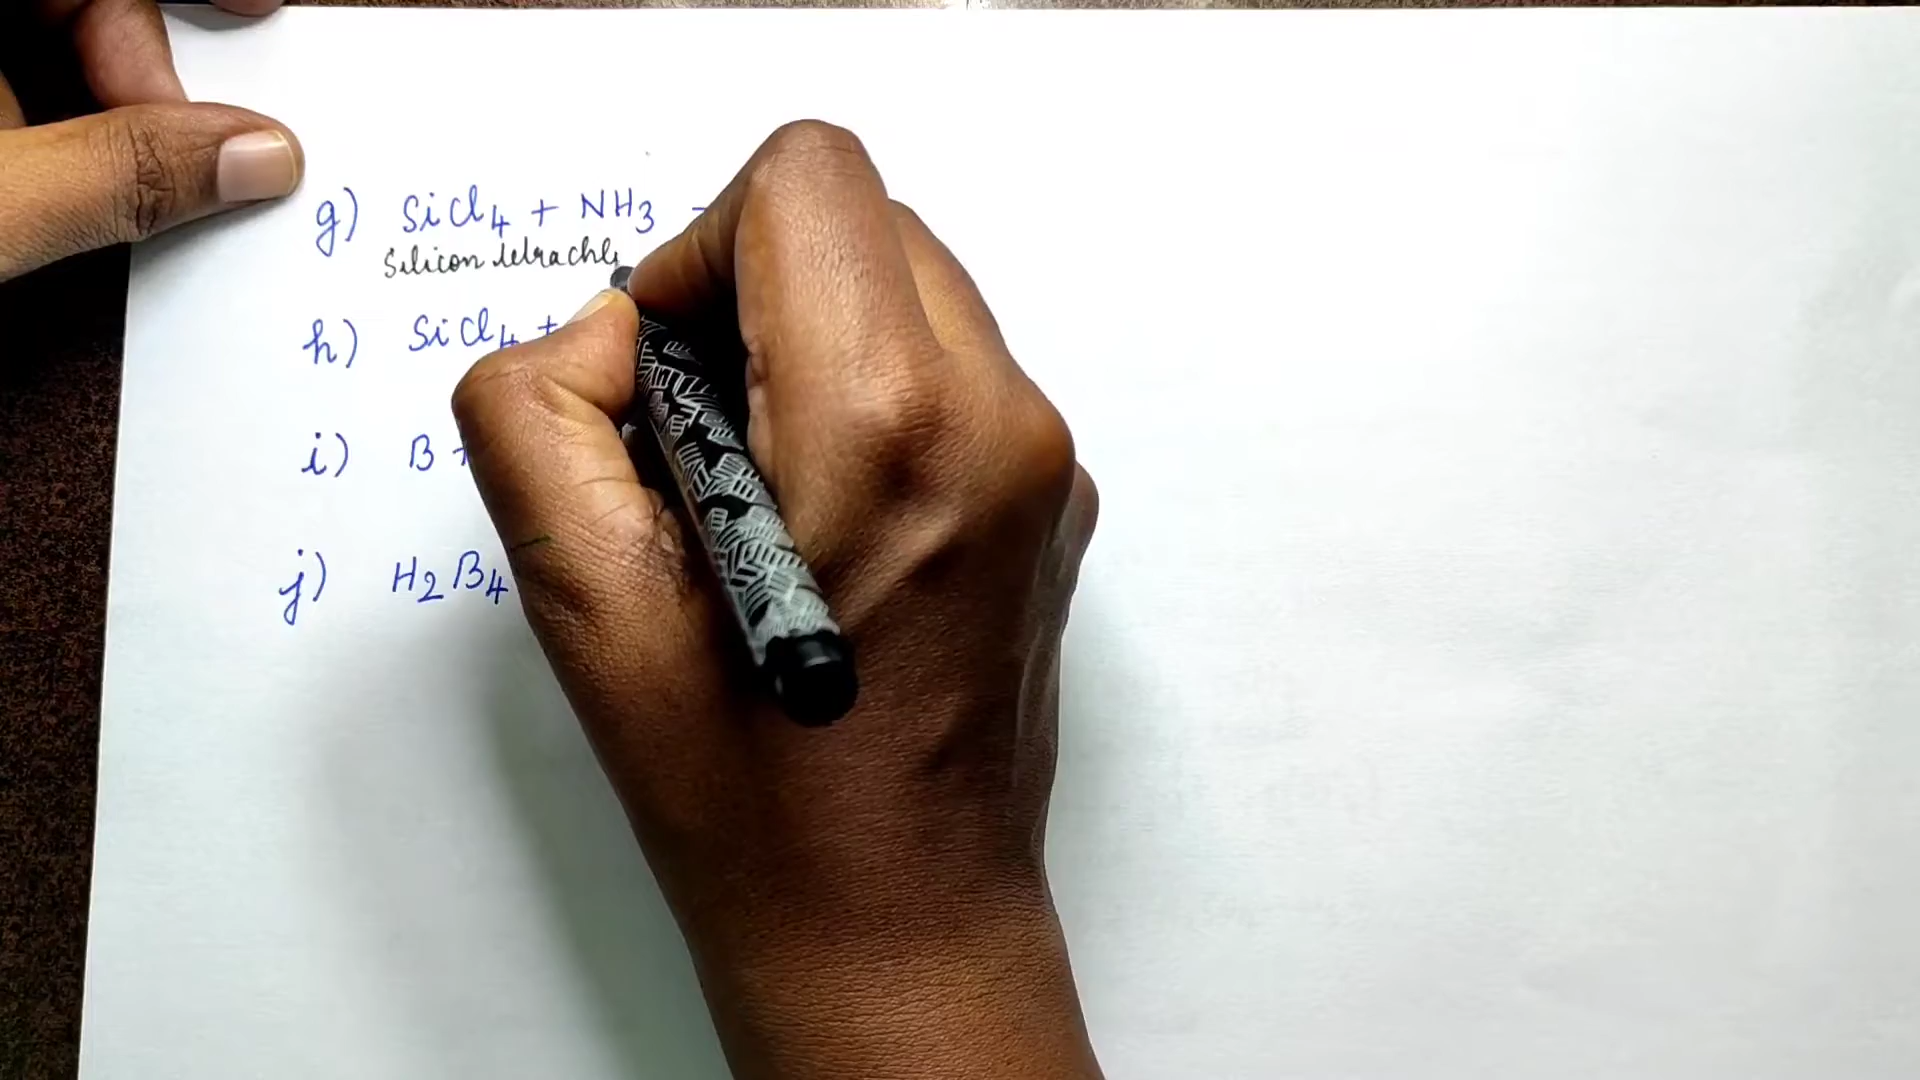 g) SiCl4 + NH3 -
Silicon tetrachl
h) SiCl4 +
i) B +
j) H2B4